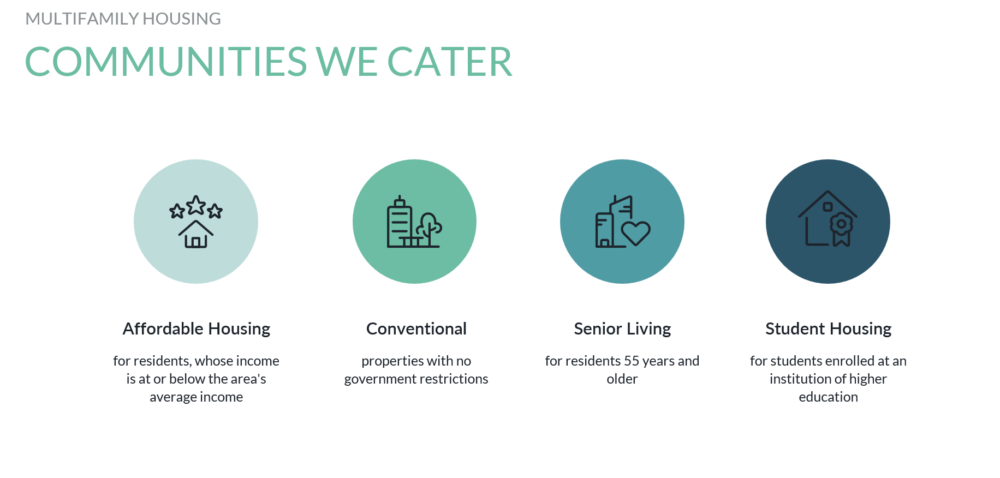 MULTIFAMILY HOUSING
COMMUNITIES WE CATER
Affordable Housing
for residents, whose income
is at or below the area's
average income
Conventional
properties with no
government restrictions
Senior Living
for residents 55 years and
older
Student Housing
for students enrolled at an
institution of higher
education